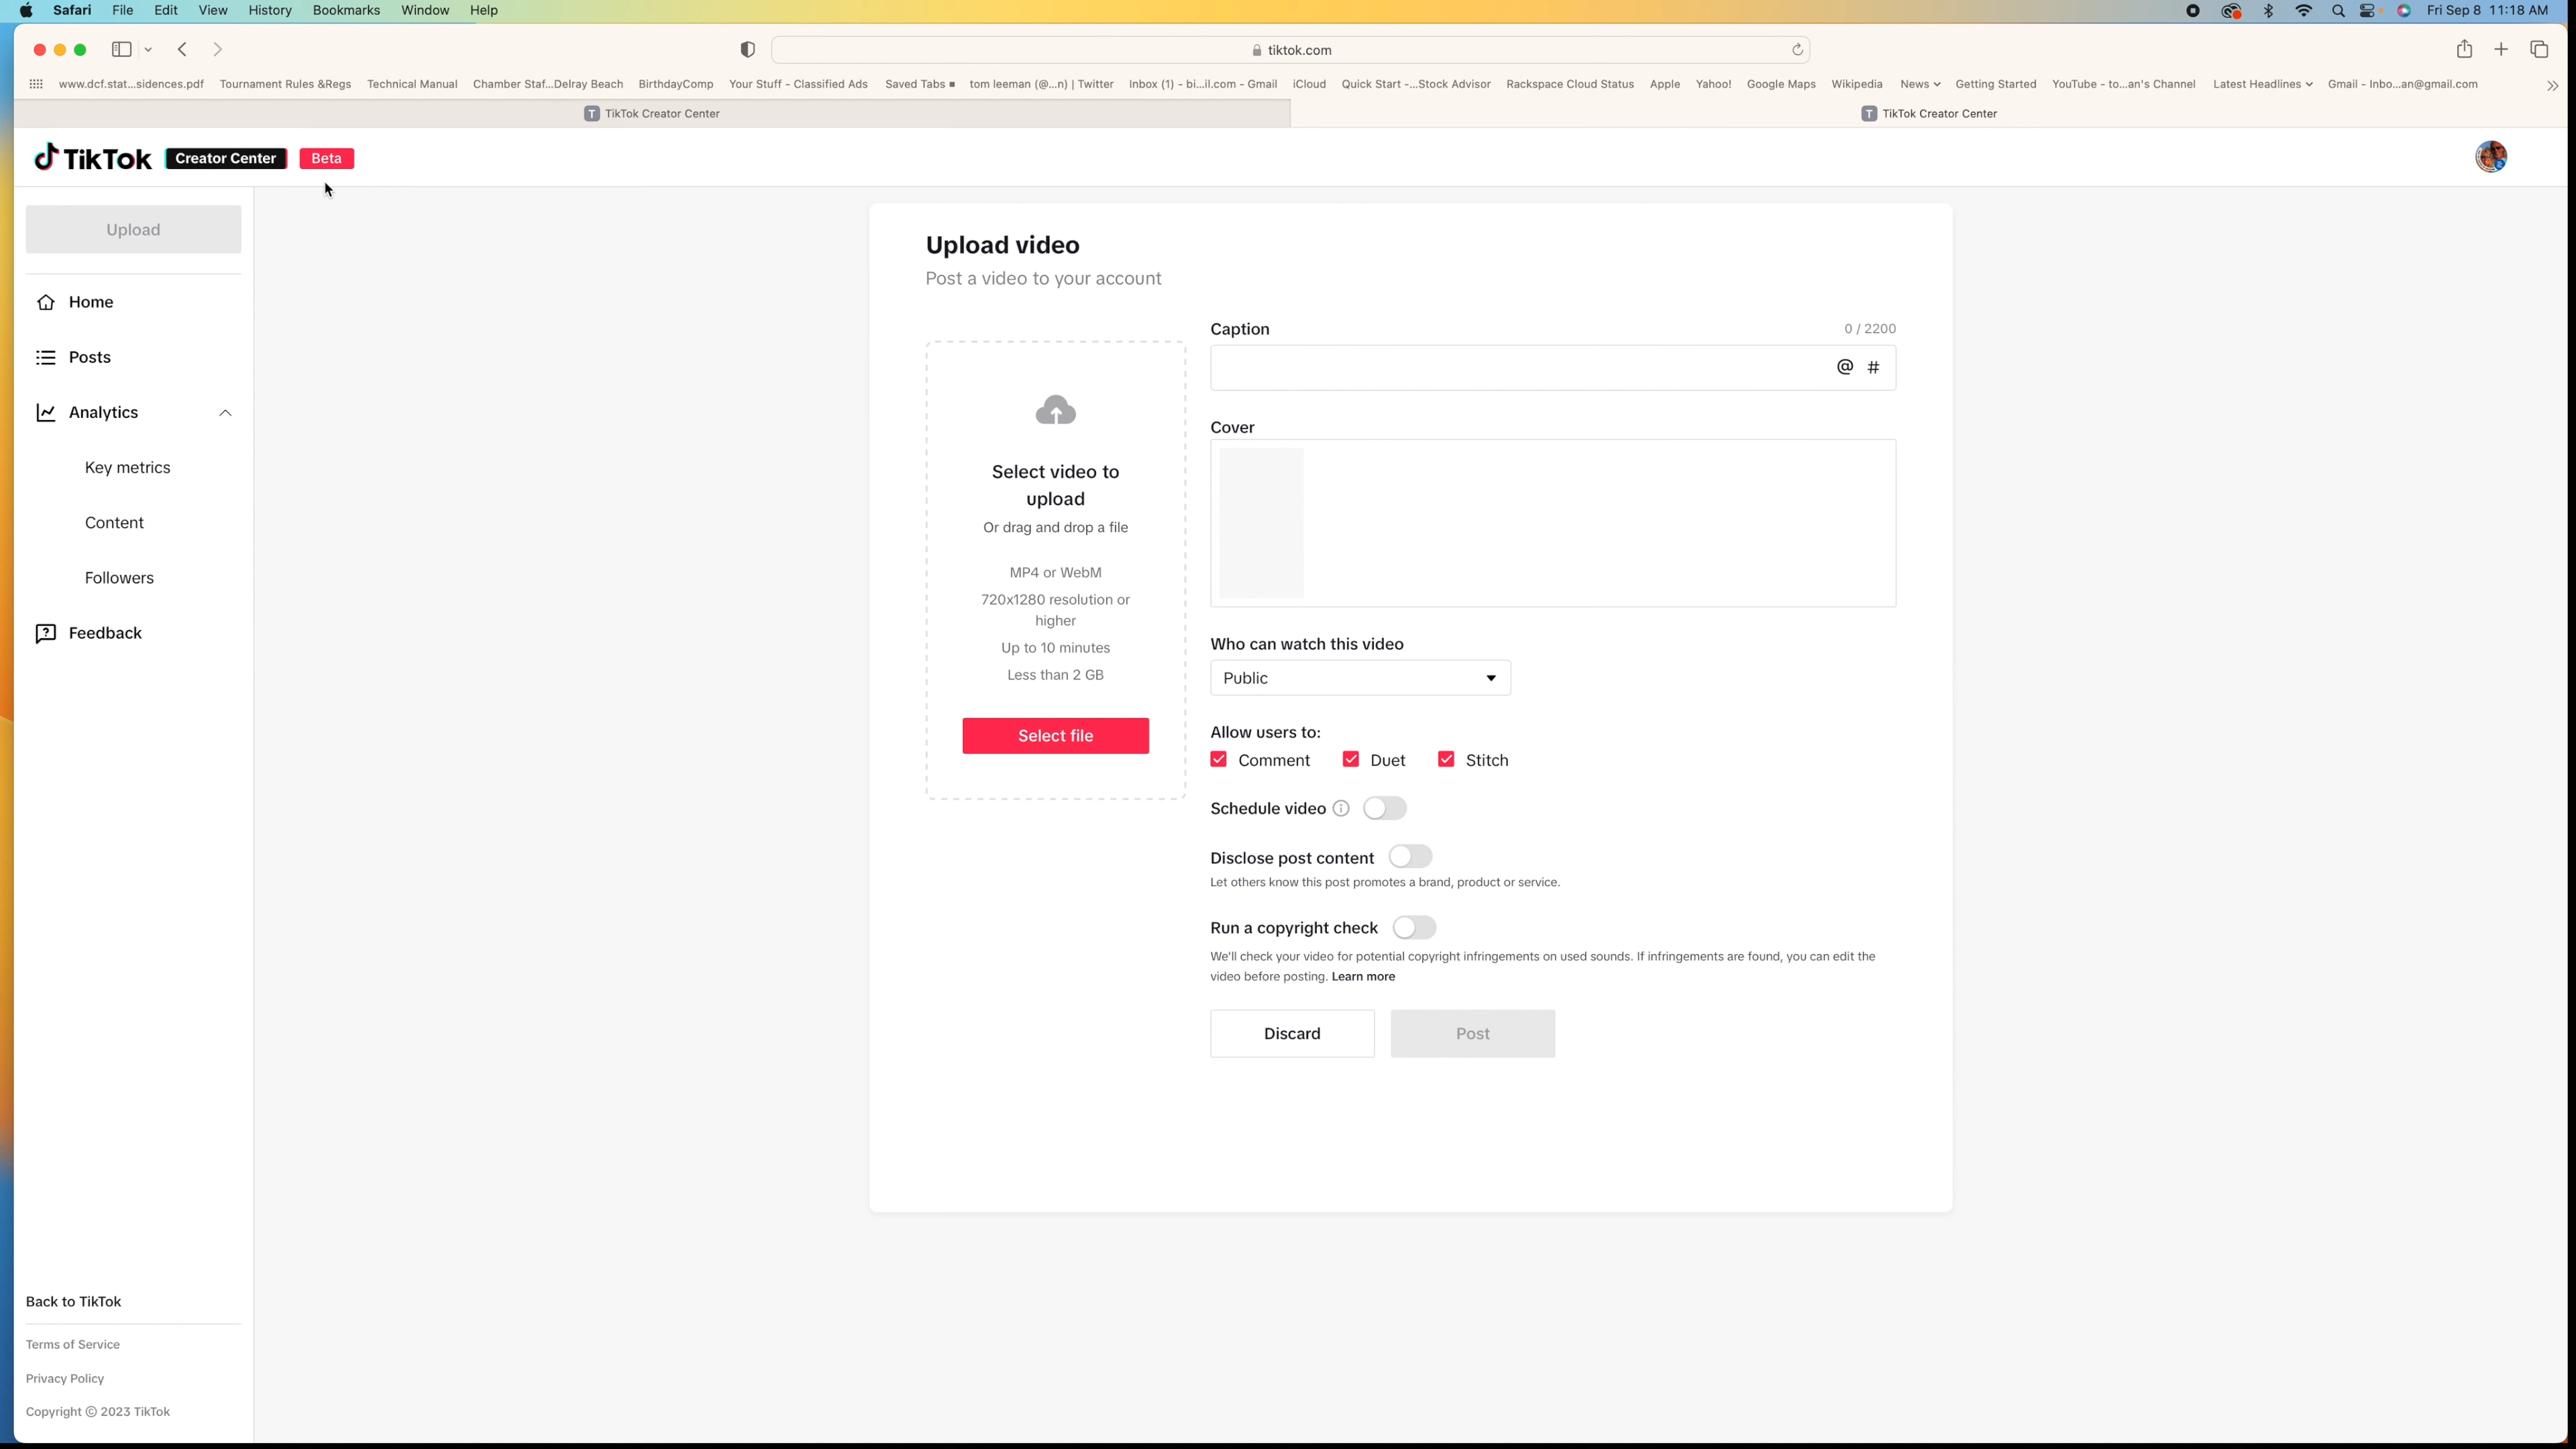 Safari File Edit View History Bookmarks Window Help Fri Sep 8 11:18 AM
tiktok.com
www.dcf.stat...sidences.pdf Tournament Rules &Regs Technical Manual Chamber Staf...Delray Beach BirthdayComp Your Stuff - Classified Ads Saved Tabs tom leeman (@...n) | Twitter Inbox (1) - bi...il.com - Gmail iCloud Quick Start -...Stock Advisor Rackspace Cloud Status Apple Yahoo! Google Maps Wikipedia News Getting Started YouTube - to...an's Channel Latest Headlines Gmail - Inbo...an@gmail.com
T TikTok Creator Center T TikTok Creator Center
TikTok Creator Center Beta
Upload
Home
Posts
Analytics
Key metrics
Content
Followers
Feedback
Back to TikTok
Terms of Service
Privacy Policy
Copyright © 2023 TikTok
Upload video
Post a video to your account
Select video to
upload
Or drag and drop a file
MP4 or WebM
720x1280 resolution or
higher
Up to 10 minutes
Less than 2 GB
Select file
Caption 0 / 2200
@ #
Cover
Who can watch this video
Public
Allow users to:
Comment Duet Stitch
Schedule video
Disclose post content
Let others know this post promotes a brand, product or service.
Run a copyright check
We'll check your video for potential copyright infringements on used sounds. If infringements are found, you can edit the
video before posting. Learn more
Discard Post